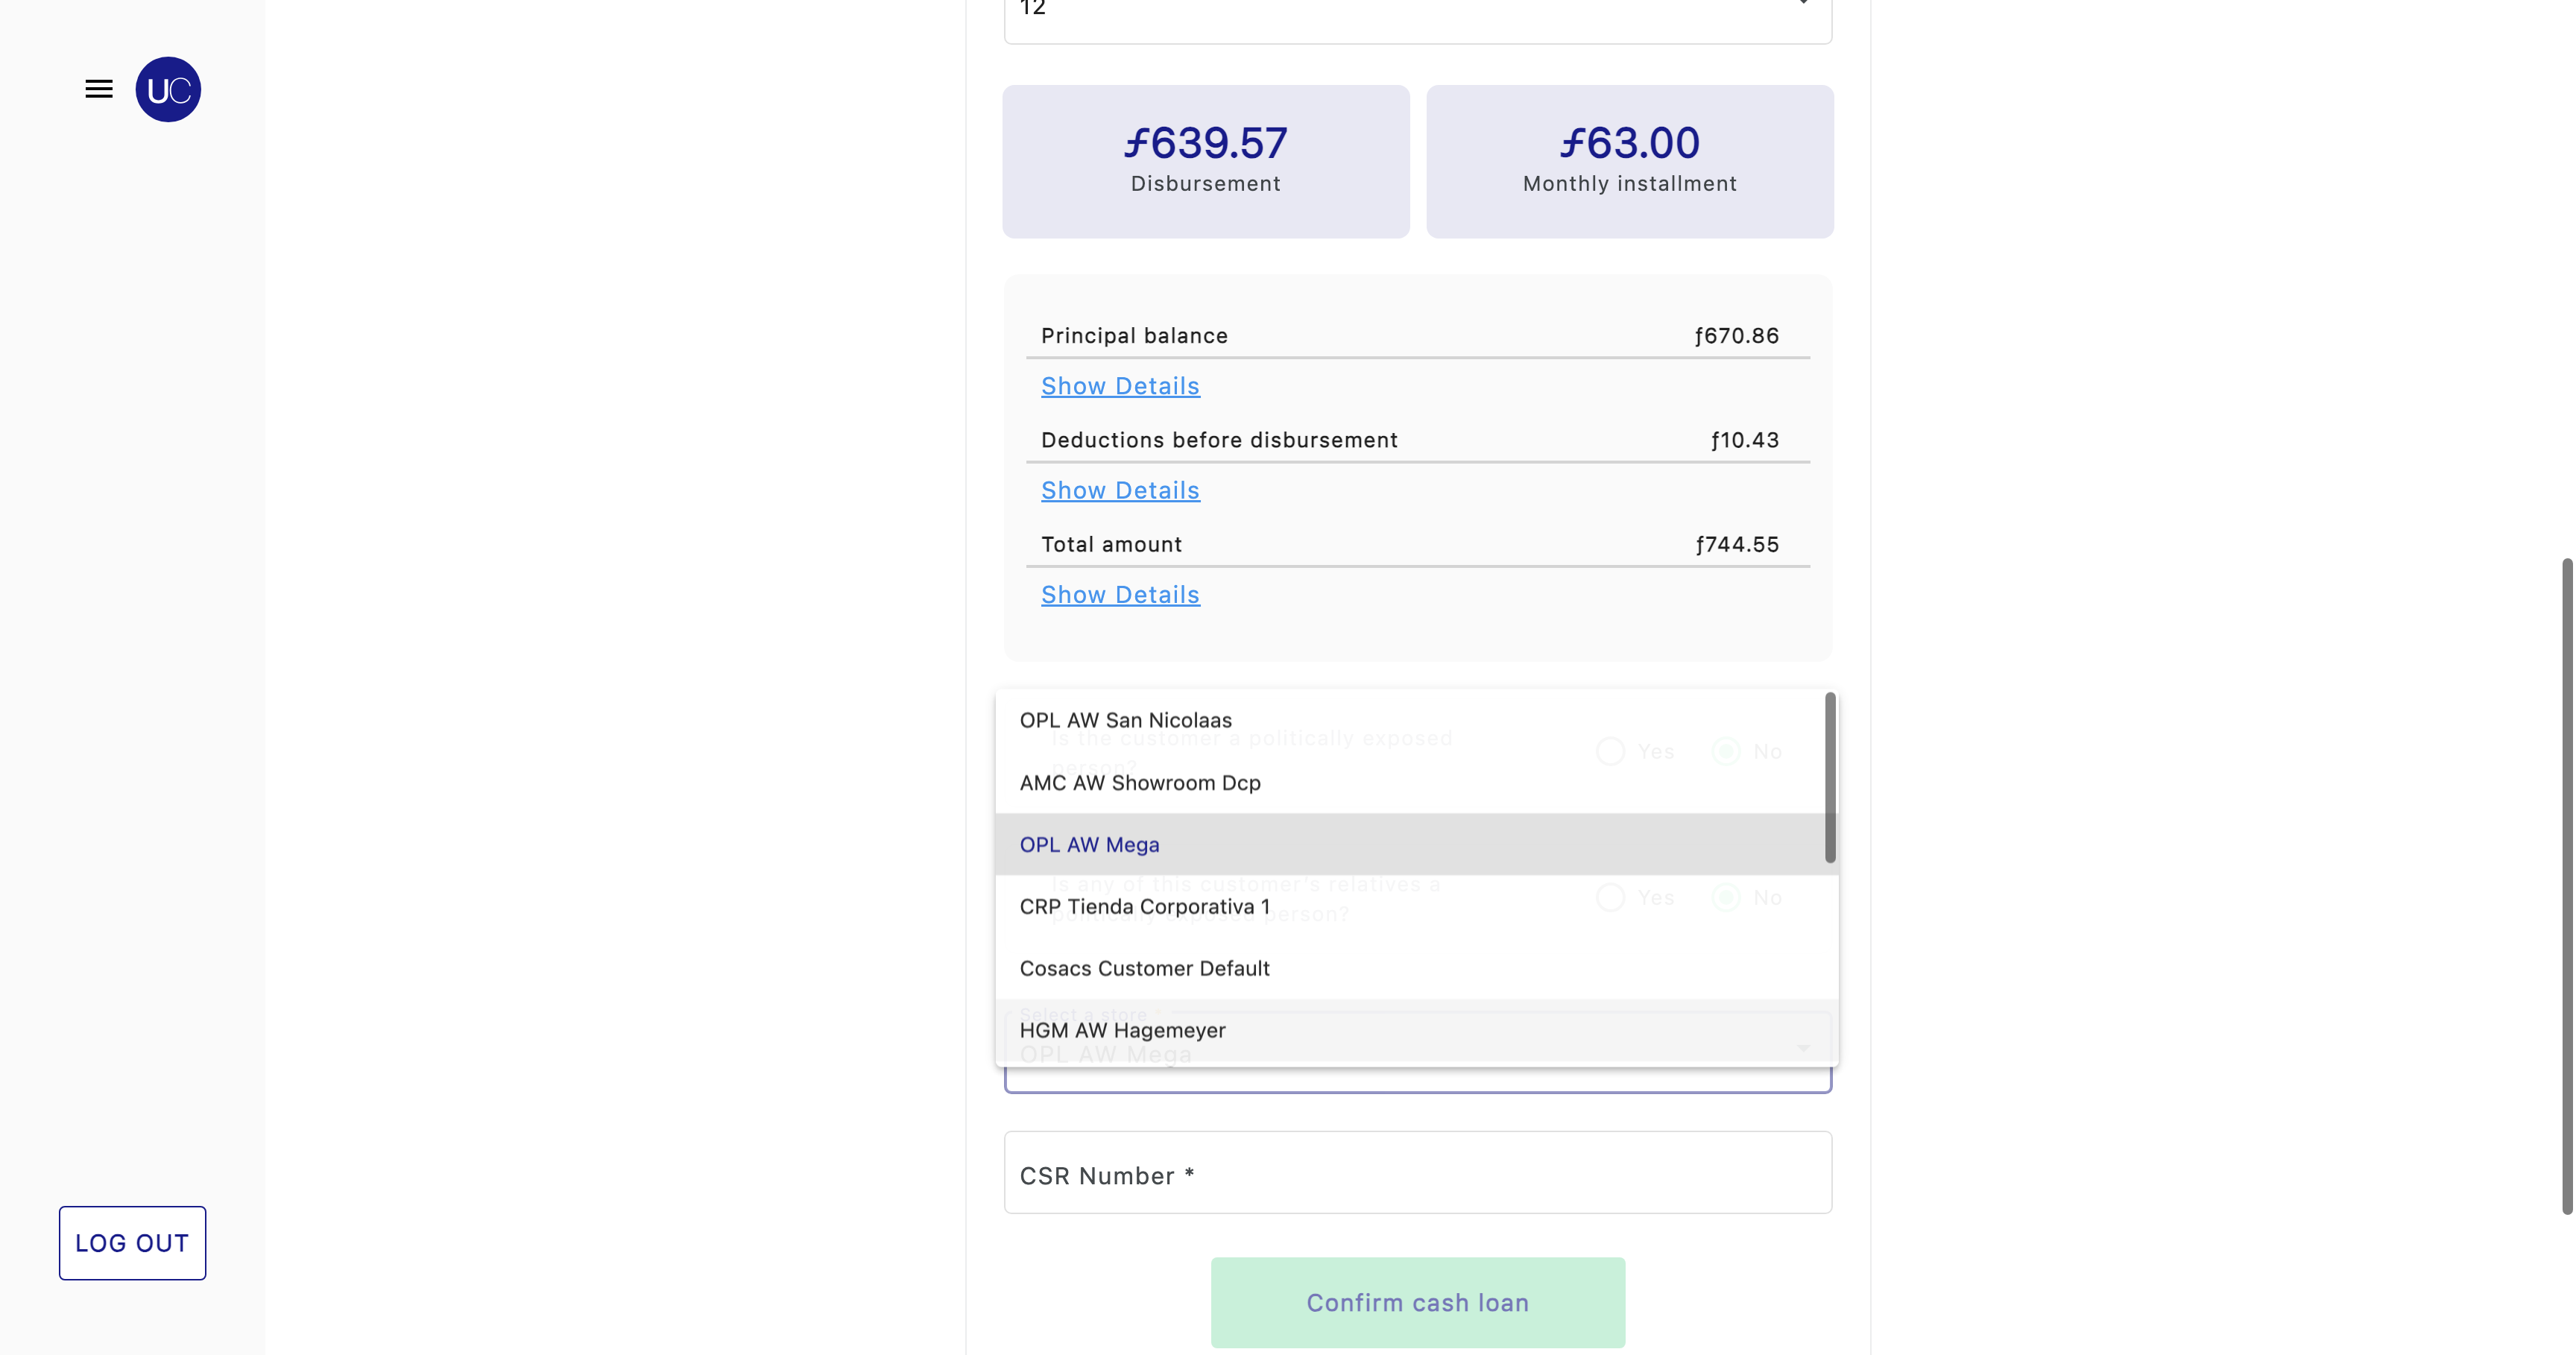 12
UC
ƒ639.57
Disbursement
ƒ63.00
Monthly installment
Principal balance ƒ670.86
Show Details
Deductions before disbursement ƒ10.43
Show Details
Total amount ƒ744.55
Show Details
OPL AW San Nicolaas
Is the customer a politically exposed
person?
Yes No
AMC AW Showroom Dcp
OPL AW Mega
Is any of this customer's relatives a
politically exposed person?
Yes No
CRP Tienda Corporativa 1
Cosacs Customer Default
Select a store
HGM AW Hagemeyer
OPL AW Mega
CSR Number *
LOG OUT
Confirm cash loan